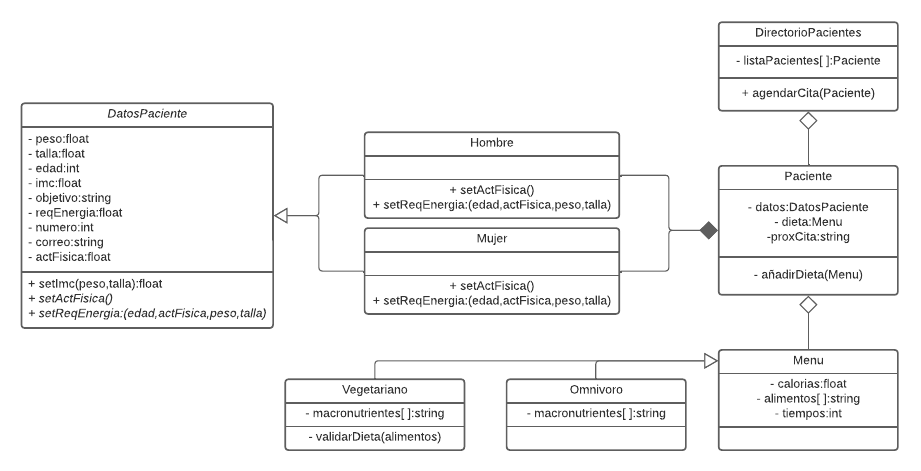 DirectorioPacientes
- listaPacientes[ ]:Paciente
+ agendarCita(Paciente)
DatosPaciente
- peso:float
- talla:float
- edad:int
- imc:float
- objetivo:string
- reqEnergia:float
- numero:int
- correo:string
- actFisica:float
+ setImc(peso,talla):float
+ setActFisica()
+ setReqEnergia:(edad,actFisica,peso,talla)
Hombre
+ setActFisica()
+ setReqEnergia:(edad,actFisica,peso,talla)
Mujer
+ setActFisica()
+ setReqEnergia:(edad,actFisica,peso,talla)
Paciente
- datos:DatosPaciente
- dieta:Menu
-proxCita:string
- añadirDieta(Menu)
Menu
- calorias:float
- alimentos[ ]:string
- tiempos:int
Vegetariano
- macronutrientes[ ]:string
- validarDieta(alimentos)
Omnivoro
- macronutrientes[ ]:string